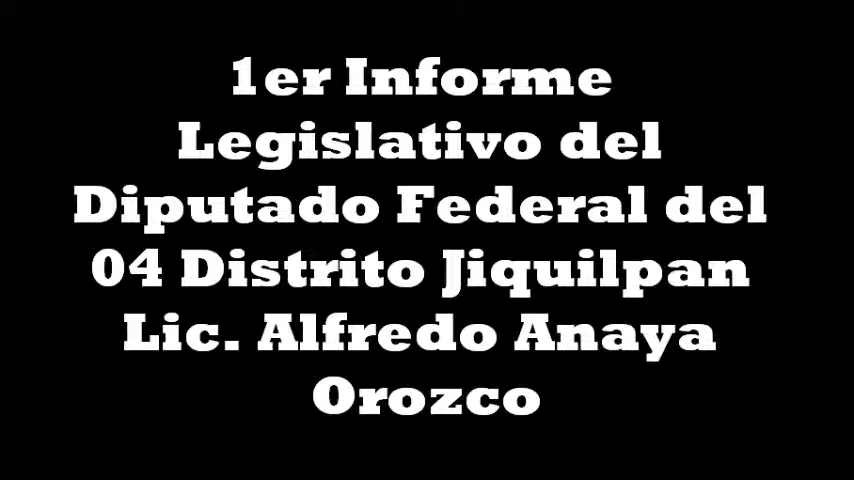 1er Informe
Legislativo del
Diputado Federal del
04 Distrito Jiquilpan
Lic. Alfredo Anaya
Orozco